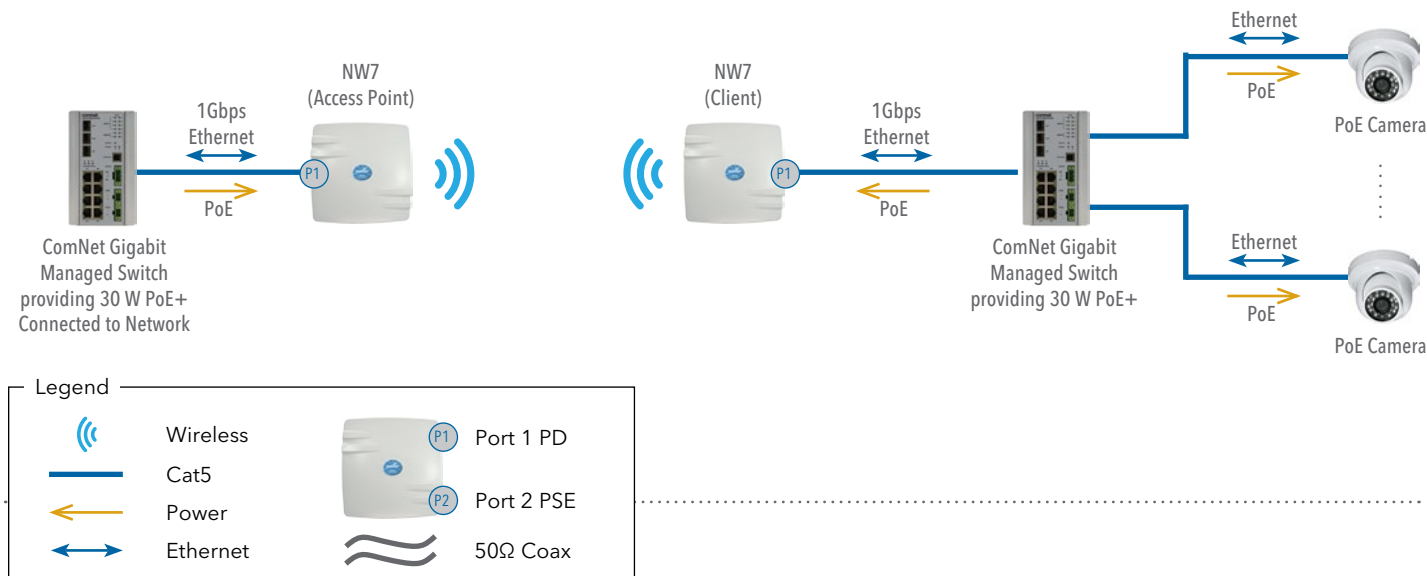 NW7
(Access Point)
1Gbps
Ethernet
P1
PoE
ComNet Gigabit
Managed Switch
providing 30 W PoE+
Connected to Network
NW7
(Client)
P1
1Gbps
Ethernet
PoE
ComNet Gigabit
Managed Switch
providing 30 W PoE+
Ethernet
PoE
PoE Camera
Ethernet
PoE
PoE Camera
Legend
Wireless
Cat5
Power
Ethernet
P1
Port 1 PD
P2
Port 2 PSE
50Ω Coax